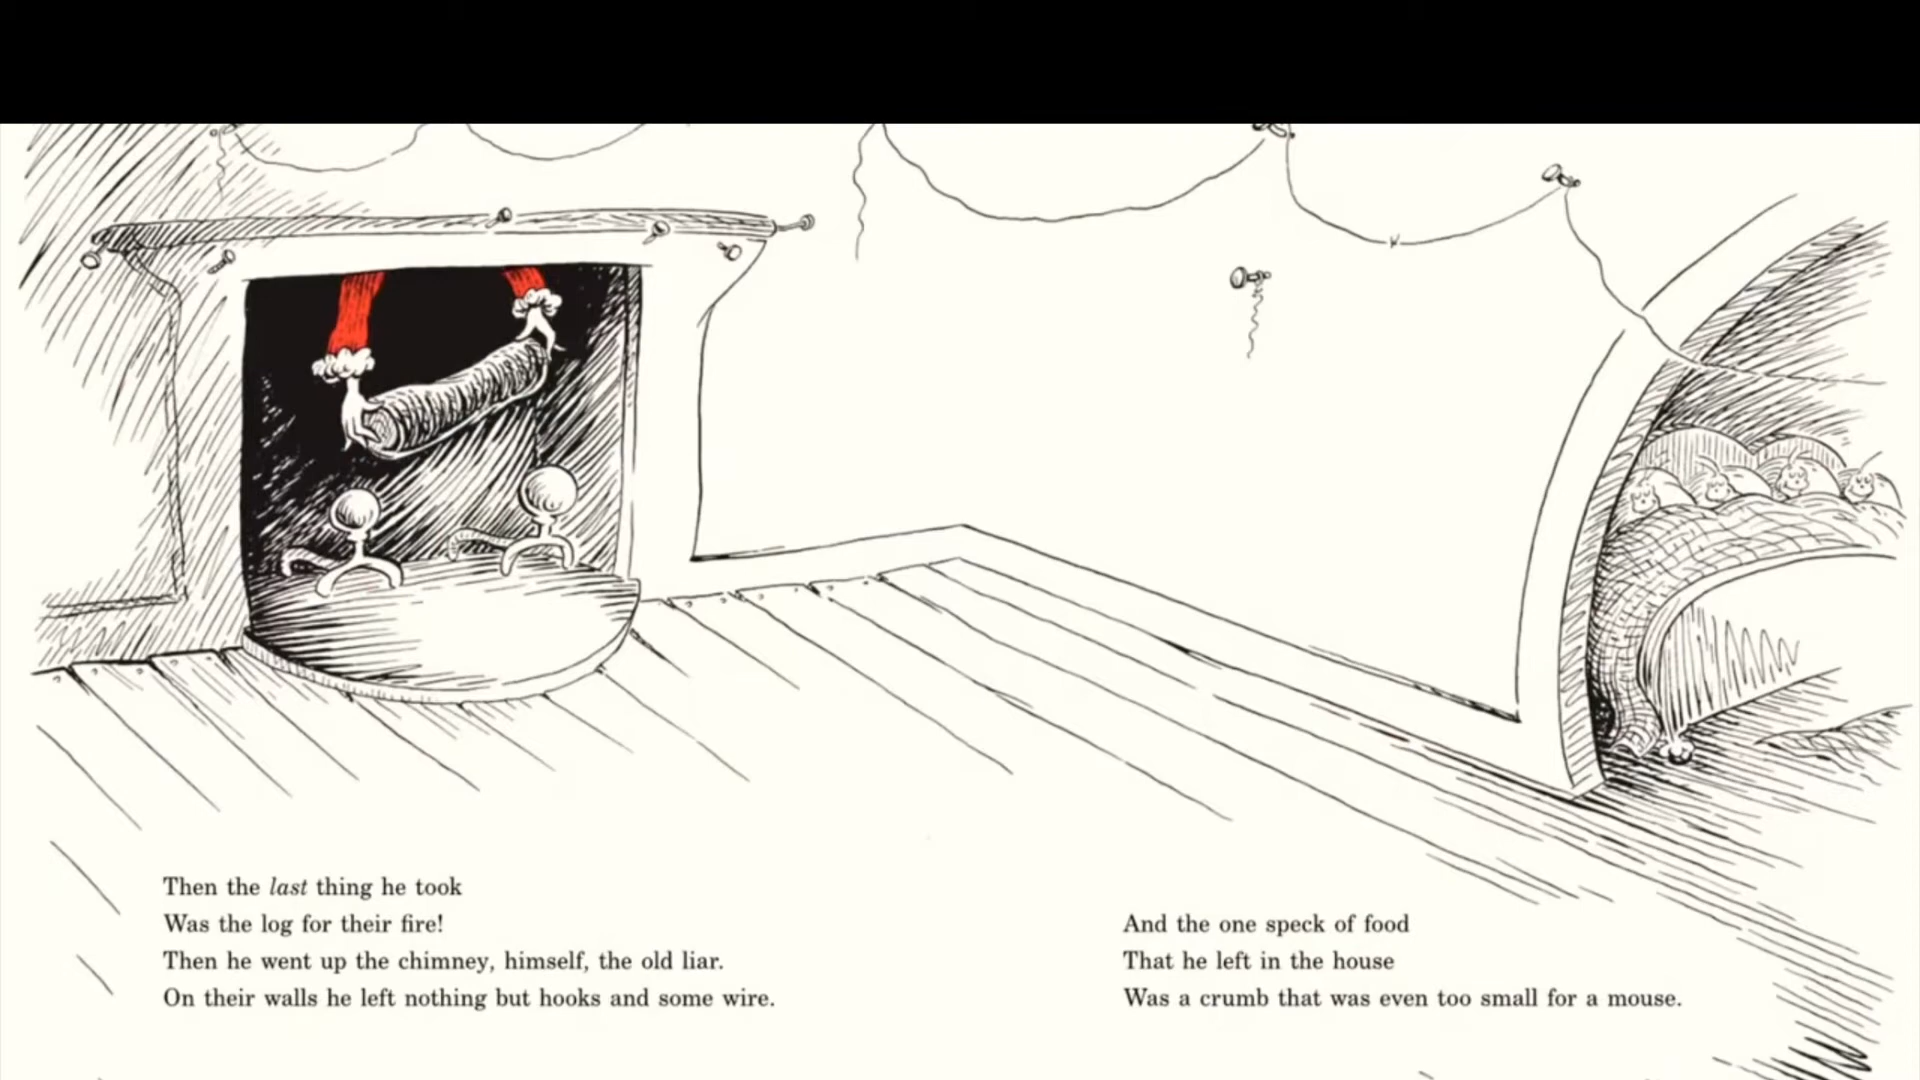 Then the last thing he took
Was the log for their fire!
Then he went up the chimney, himself, the old liar.
On their walls he left nothing but hooks and some wire.
And the one speck of food
That he left in the house
Was a crumb that was even too small for a mouse.